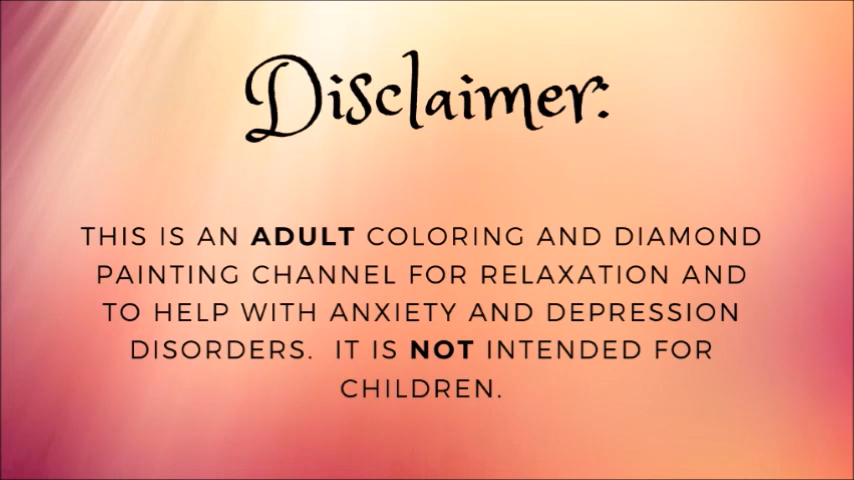 Disclaimer:
THIS IS AN ADULT COLORING AND DIAMOND
PAINTING CHANNEL FOR RELAXATION AND
TO HELP WITH ANXIETY AND DEPRESSION
DISORDERS.  IT IS NOT INTENDED FOR
CHILDREN.